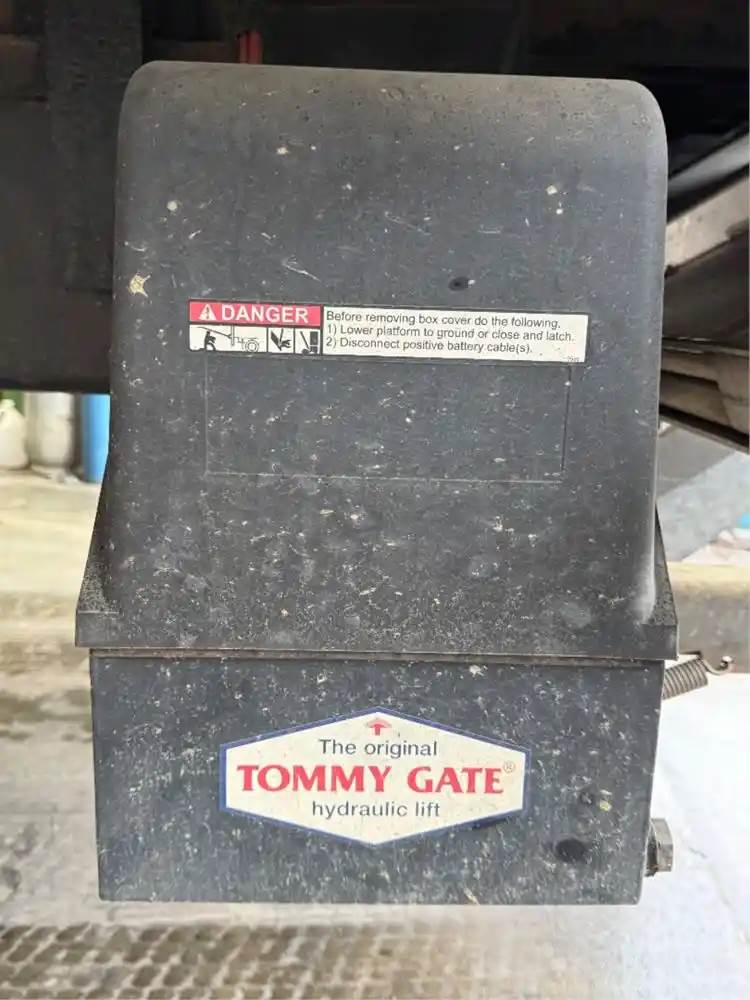 DANGER
Before removing box cover do the following.
1) Lower platform to ground or close and latch.
2) Disconnect positive battery cable(s).
The original
TOMMY GATE®
hydraulic lift